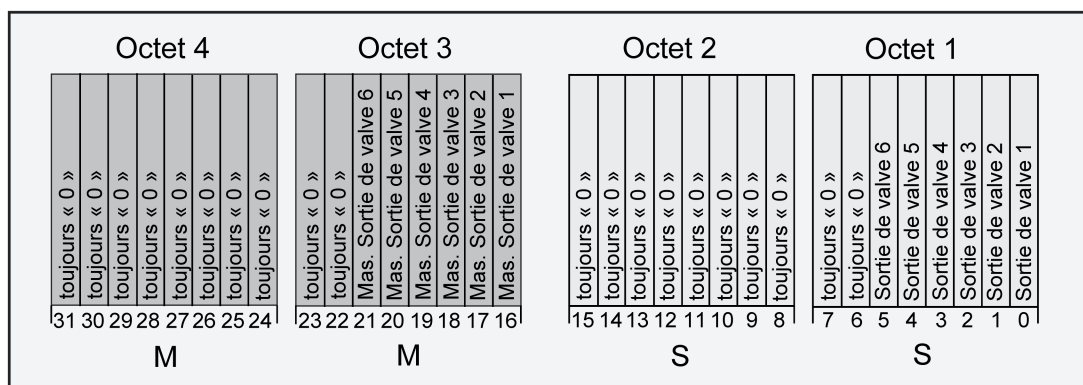 Octet 4 Octet 3 Octet 2 Octet 1
toujours « 0 »
toujours « 0 »
toujours « 0 »
toujours « 0 »
toujours « 0 »
toujours « 0 »
toujours « 0 »
toujours « 0 »
toujours « 0 »
toujours « 0 »
Mas. Sortie de valve 6
Mas. Sortie de valve 5
Mas. Sortie de valve 4
Mas. Sortie de valve 3
Mas. Sortie de valve 2
Mas. Sortie de valve 1
toujours « 0 »
toujours « 0 »
toujours « 0 »
toujours « 0 »
toujours « 0 »
toujours « 0 »
toujours « 0 »
toujours « 0 »
toujours « 0 »
toujours « 0 »
Sortie de valve 6
Sortie de valve 5
Sortie de valve 4
Sortie de valve 3
Sortie de valve 2
Sortie de valve 1
31 30 29 28 27 26 25 24 23 22 21 20 19 18 17 16 15 14 13 12 11 10 9 8 7 6 5 4 3 2 1 0
M M S S